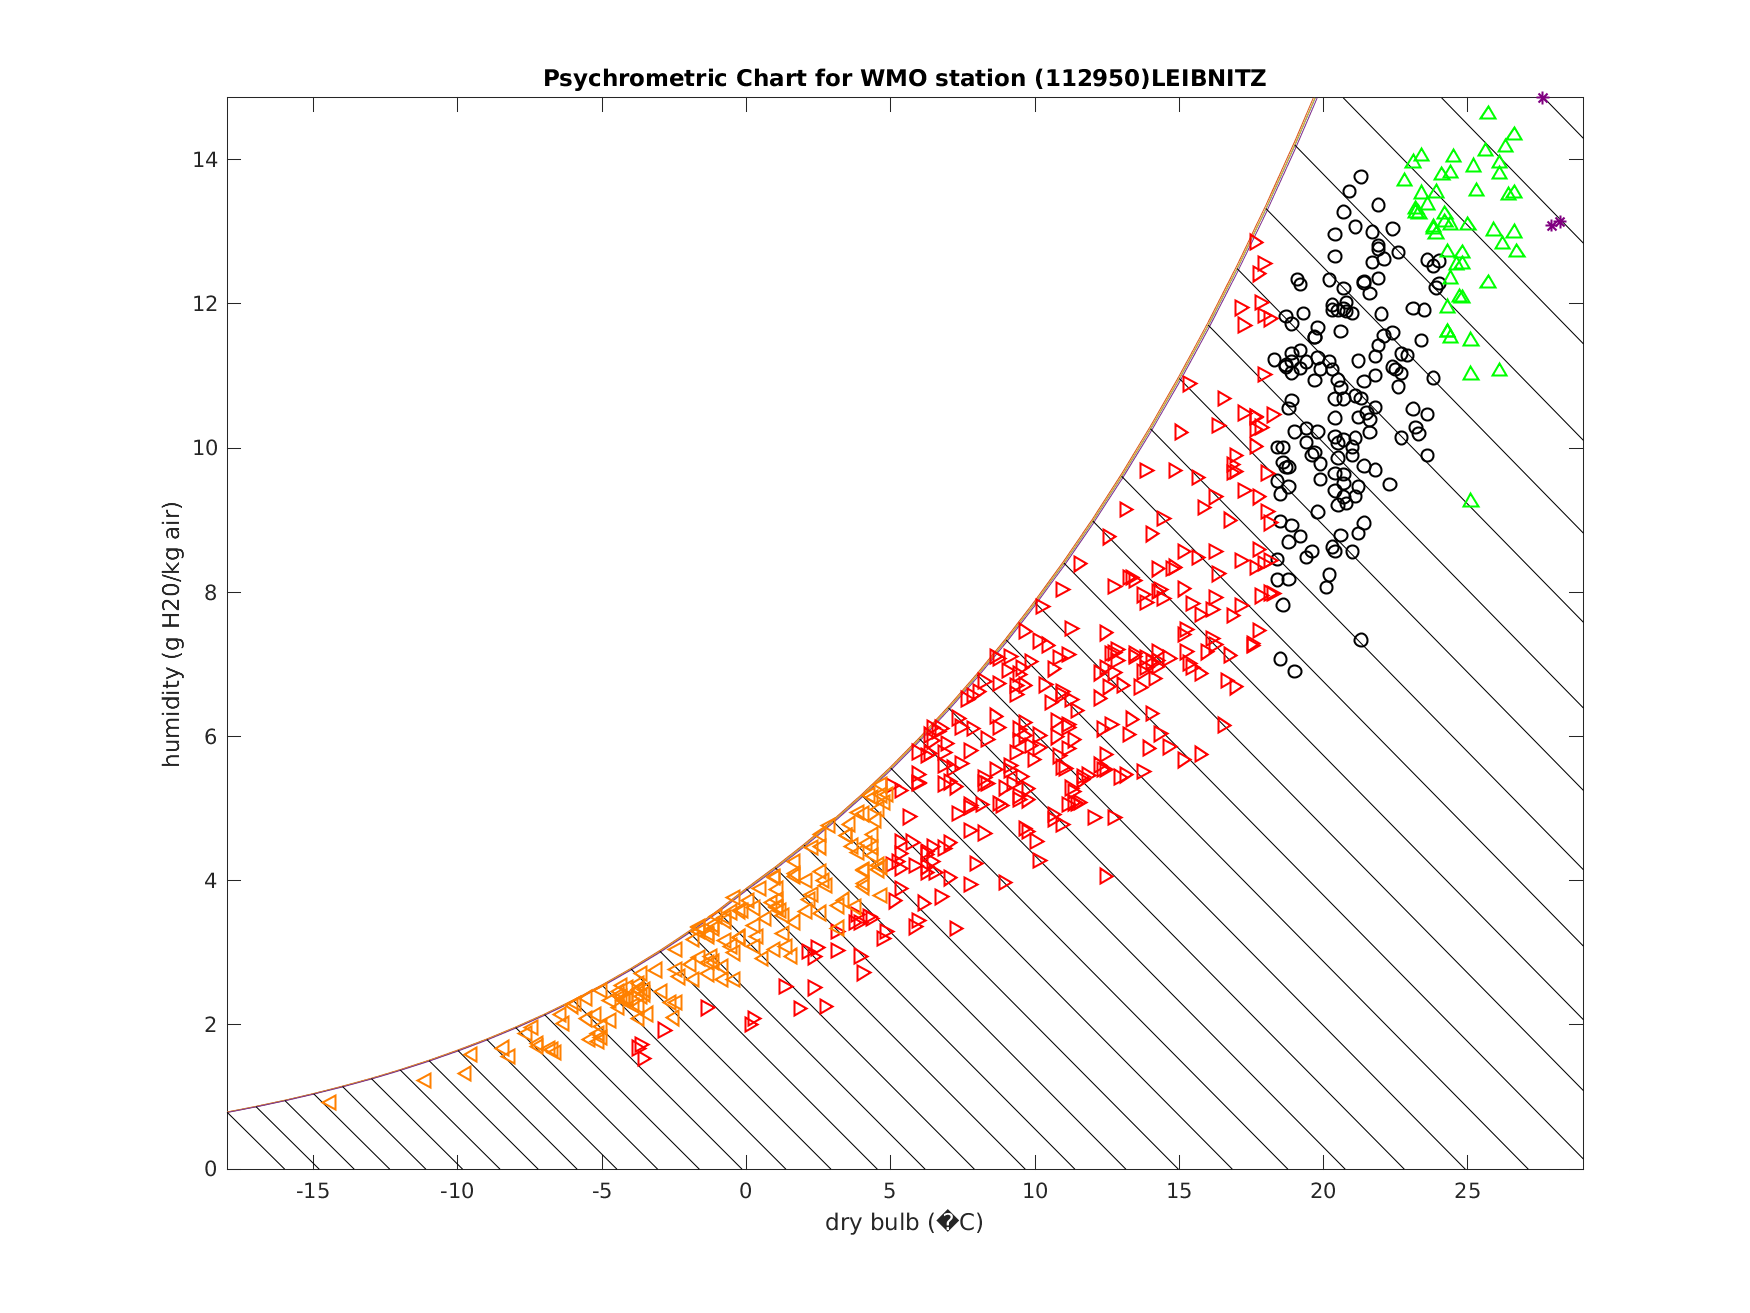 Psychrometric Chart for WMO station (112950)LEIBNITZ
humidity (g H20/kg air)
14
12
10
8
6
4
2
0
-15 -10 -5 0 5 10 15 20 25
dry bulb (�C)